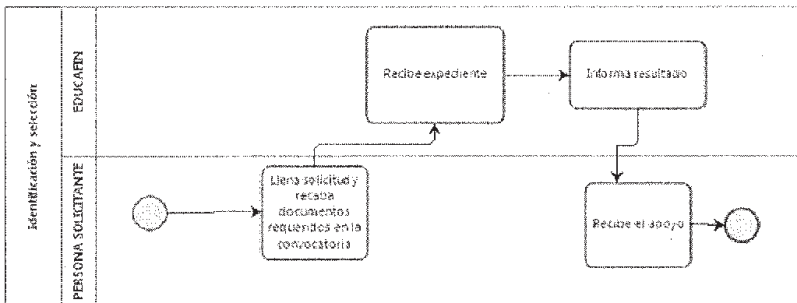 Identificación y selección
EDUCAFIN
Recibe expediente
Informa resultado
PERSONA SOLICITANTE
Llena solicitud y
recaba
documentos
requeridos en la
convocatoria
Recibe el apoyo